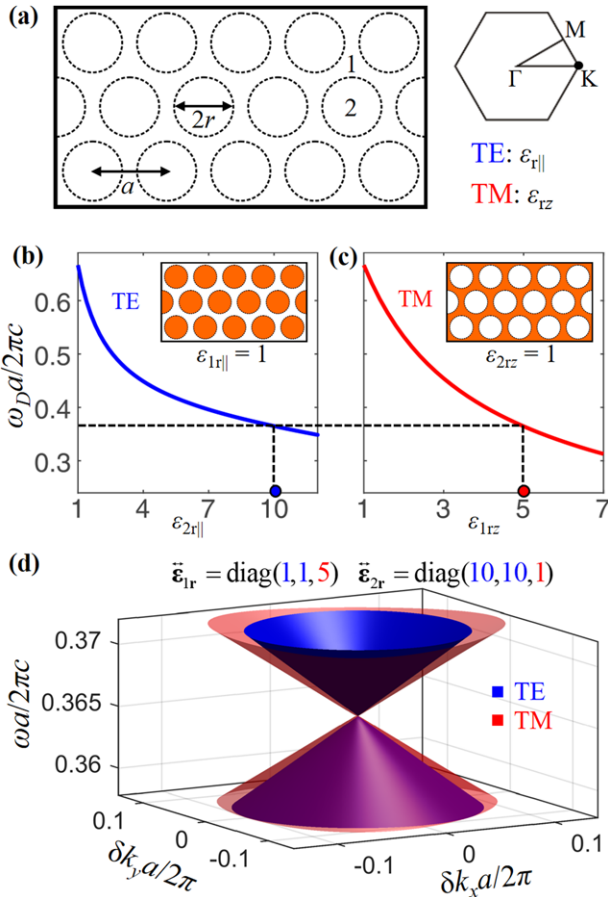 (a)
1
2
2r
a
M
Γ
K
TE: εr||
TM: εrz
(b)
(c)
TE
TM
ε1r|| = 1
ε2rz = 1
ωDa/2πc
0.6
0.5
0.4
0.3
1 4 7 10
1 3 5 7
ε2r||
ε1rz
(d)
ε⃡1r = diag(1,1,5) ε⃡2r = diag(10,10,1)
ωa/2πc
0.37
0.365
0.36
TE
TM
0.1
0
-0.1
δkya/2π
-0.1
0
0.1
δkxa/2π